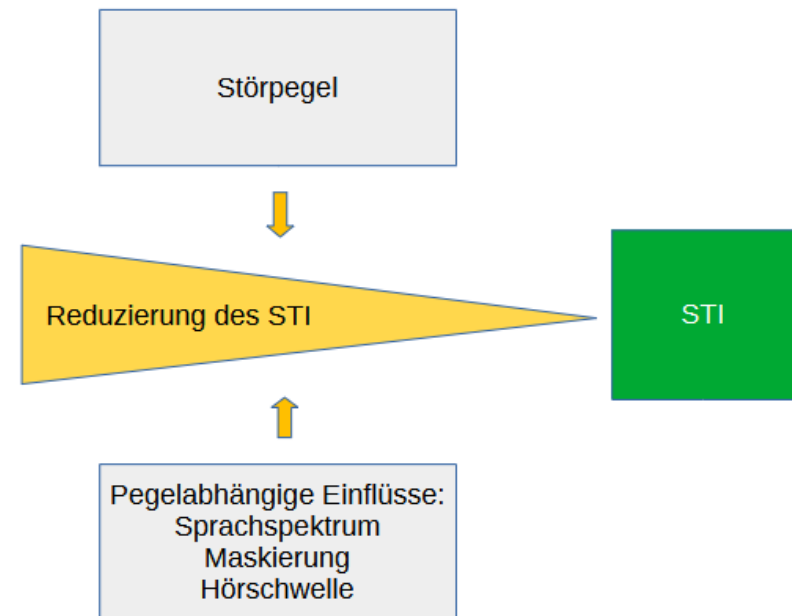 Störpegel
Reduzierung des STI
STI
Pegelabhängige Einflüsse:
Sprachspektrum
Maskierung
Hörschwelle